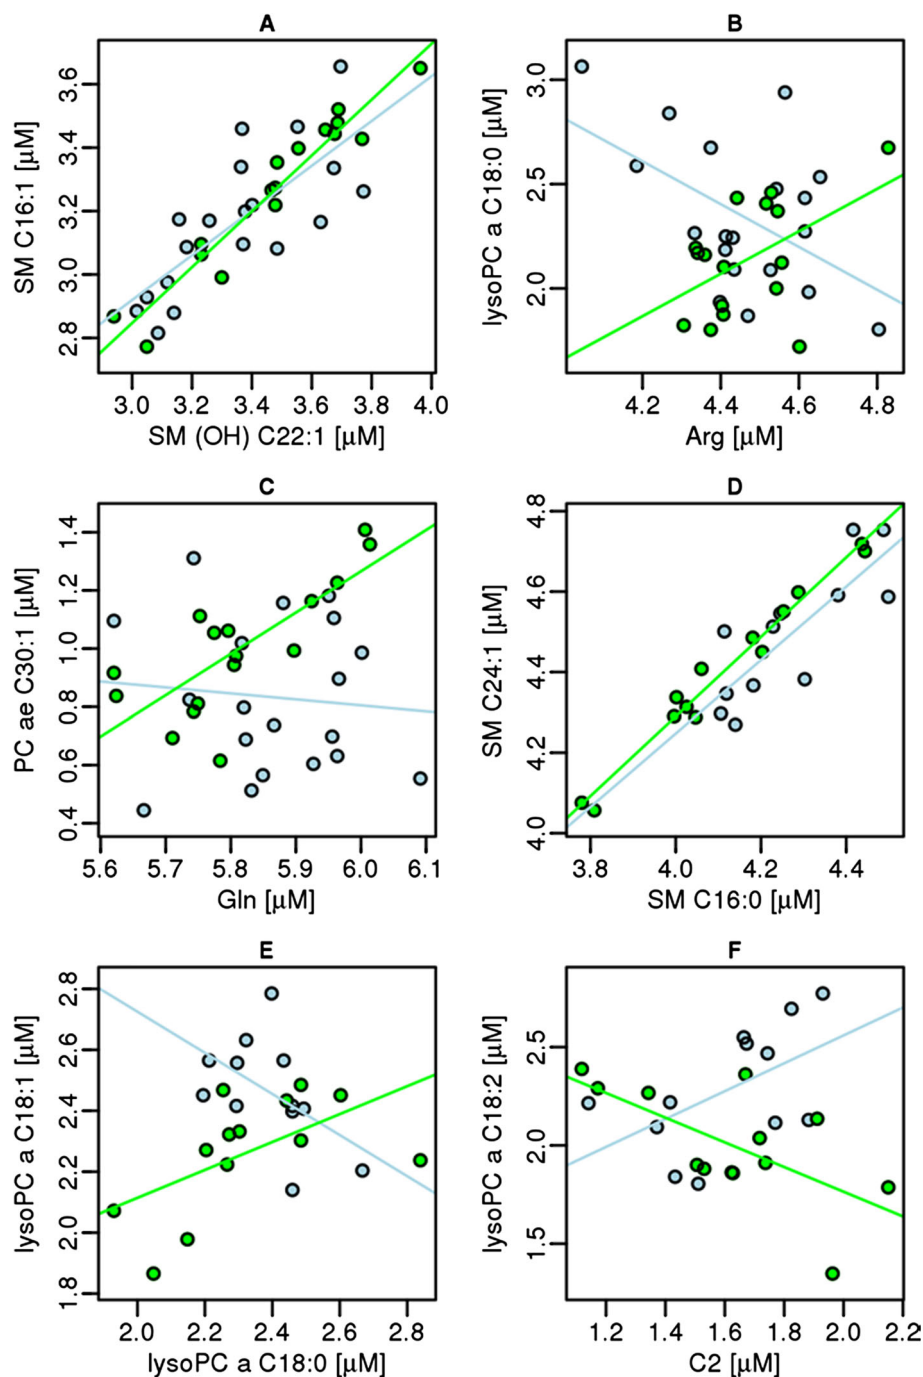 A
SM C16:1 [µM]
3.6
3.4
3.2
3.0
2.8
3.0 3.2 3.4 3.6 3.8 4.0
SM (OH) C22:1 [µM]
B
lysoPC a C18:0 [µM]
3.0
2.5
2.0
4.2 4.4 4.6 4.8
Arg [µM]
C
PC ae C30:1 [µM]
1.4
1.2
1.0
0.8
0.6
0.4
5.6 5.7 5.8 5.9 6.0 6.1
Gln [µM]
D
SM C24:1 [µM]
4.8
4.6
4.4
4.2
4.0
3.8 4.0 4.2 4.4
SM C16:0 [µM]
E
lysoPC a C18:1 [µM]
2.8
2.6
2.4
2.2
2.0
1.8
2.0 2.2 2.4 2.6 2.8
lysoPC a C18:0 [µM]
F
lysoPC a C18:2 [µM]
2.5
2.0
1.5
1.2 1.4 1.6 1.8 2.0 2.2
C2 [µM]